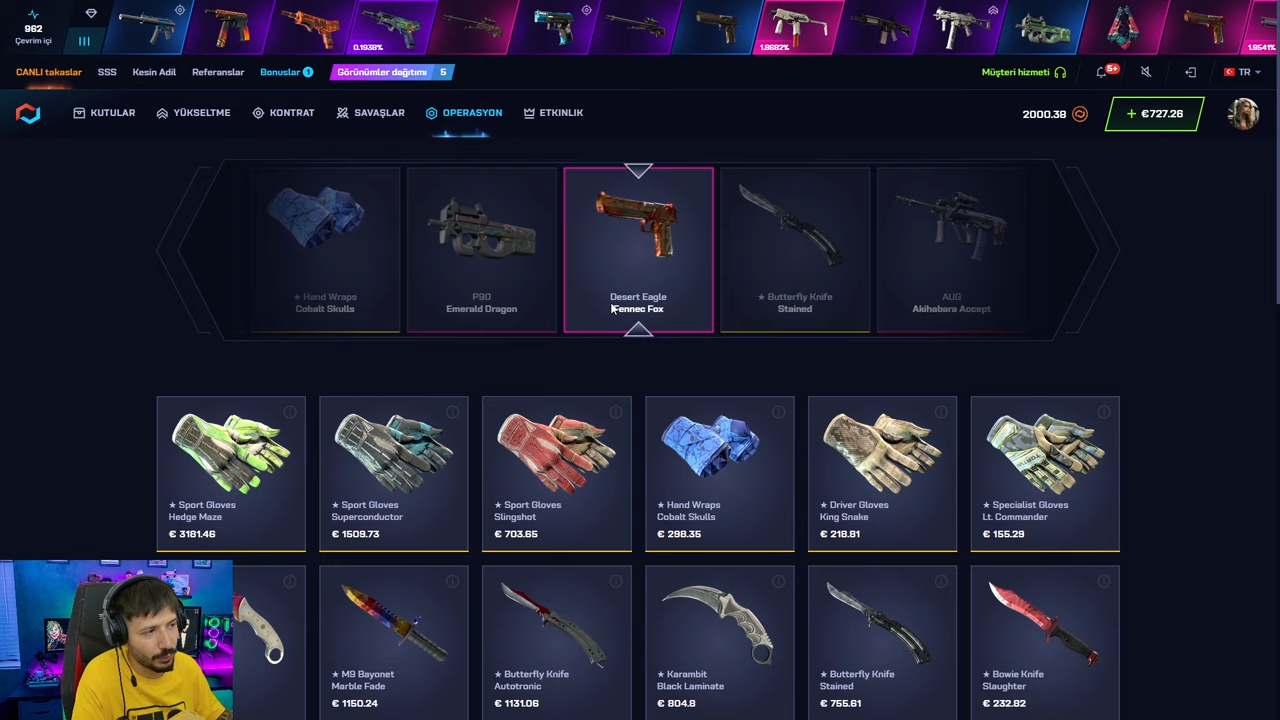 962
Çevrim içi
0.1938%
1.8682%
1.9541%
CANLI takaslar
SSS
Kesin Adil
Referanslar
Bonuslar 1
Görünümler dağıtımı 5
Müşteri hizmeti
5+
TR
KUTULAR
YÜKSELTME
KONTRAT
SAVAŞLAR
OPERASYON
ETKINLIK
2000.38
+ €727.26
★ Hand Wraps
Cobalt Skulls
P90
Emerald Dragon
Desert Eagle
Fennec Fox
★ Butterfly Knife
Stained
AUG
Akihabara Accept
★ Sport Gloves
Hedge Maze
€ 3181.46
★ Sport Gloves
Superconductor
€ 1509.73
★ Sport Gloves
Slingshot
€ 703.65
★ Hand Wraps
Cobalt Skulls
€ 298.35
★ Driver Gloves
King Snake
€ 218.81
★ Specialist Gloves
Lt. Commander
€ 155.29
★ M9 Bayonet
Marble Fade
€ 1150.24
★ Butterfly Knife
Autotronic
€ 1131.06
★ Karambit
Black Laminate
€ 804.8
★ Butterfly Knife
Stained
€ 755.61
★ Bowie Knife
Slaughter
€ 232.82